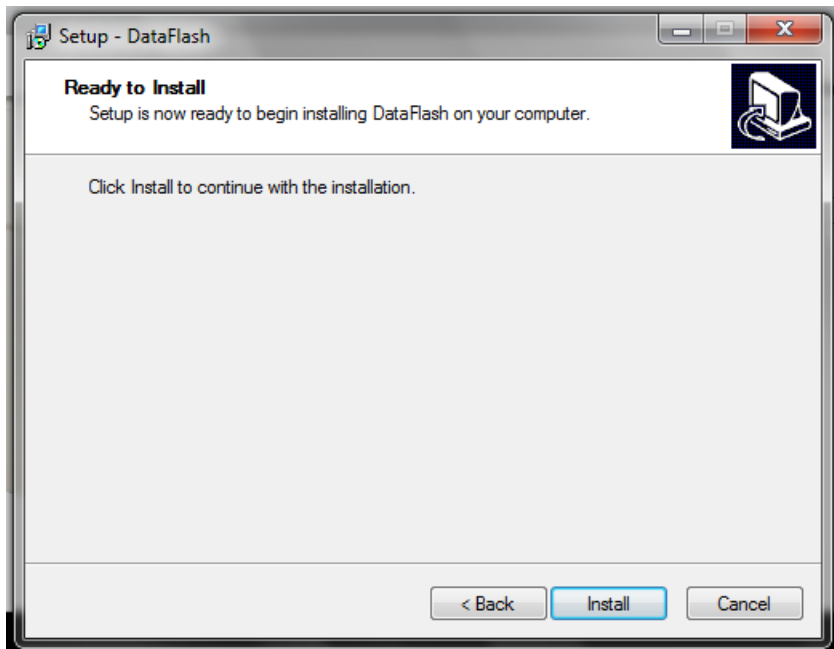 Setup - DataFlash
Ready to Install
Setup is now ready to begin installing DataFlash on your computer.
Click Install to continue with the installation.
< Back
Install
Cancel